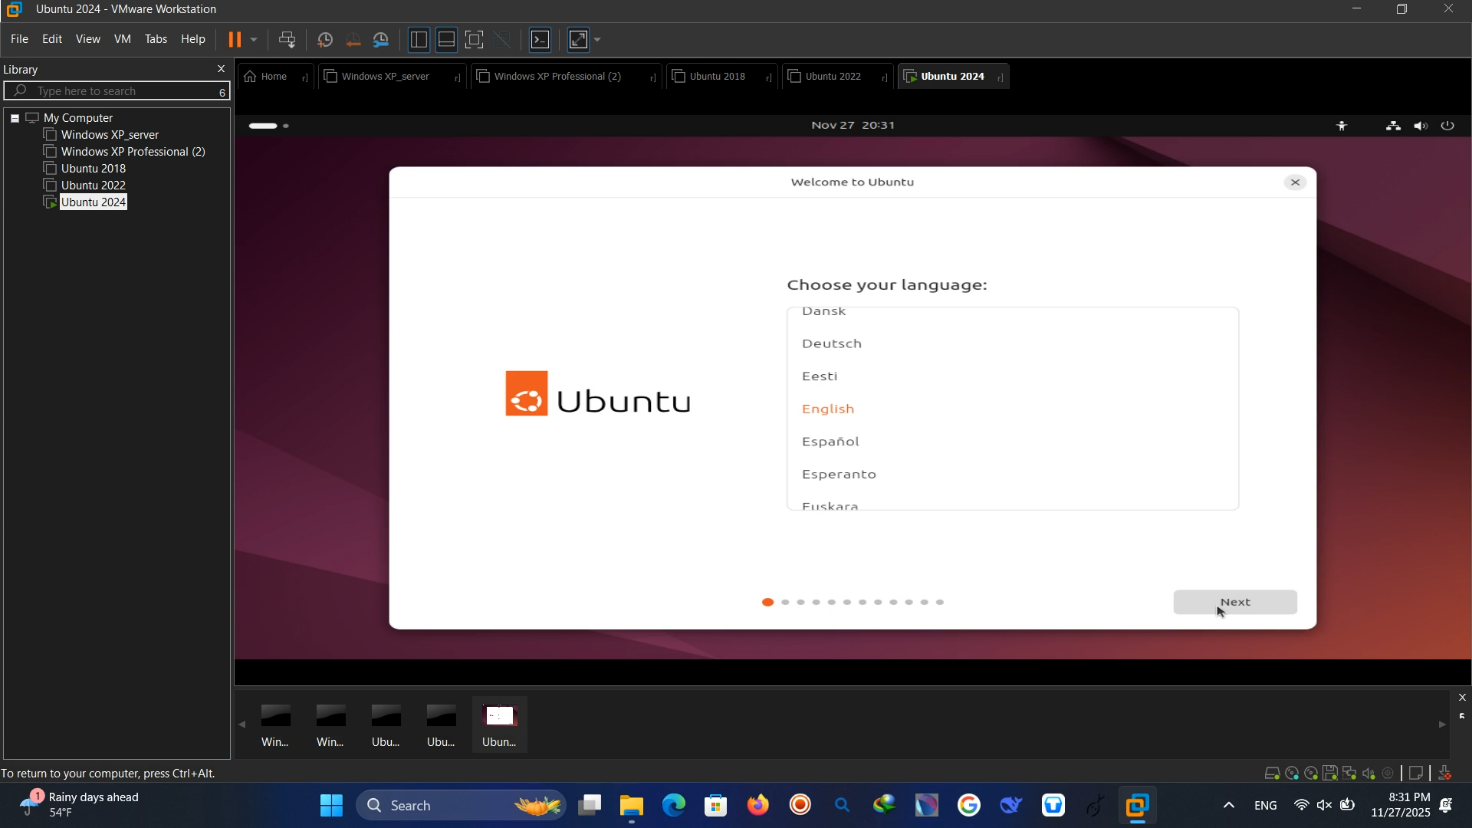 Ubuntu 2024 - VMware Workstation
File Edit View VM Tabs Help
Library
Type here to search
6
My Computer
Windows XP_server
Windows XP Professional (2)
Ubuntu 2018
Ubuntu 2022
Ubuntu 2024
Home Windows XP_server Windows XP Professional (2) Ubuntu 2018 Ubuntu 2022 Ubuntu 2024
Nov 27 20:31
Welcome to Ubuntu
Ubuntu
Choose your language:
Dansk
Deutsch
Eesti
English
Español
Esperanto
Euskara
Next
Win... Win... Ubu... Ubu... Ubun...
To return to your computer, press Ctrl+Alt.
1
Rainy days ahead
54°F
Search
ENG
8:31 PM
11/27/2025